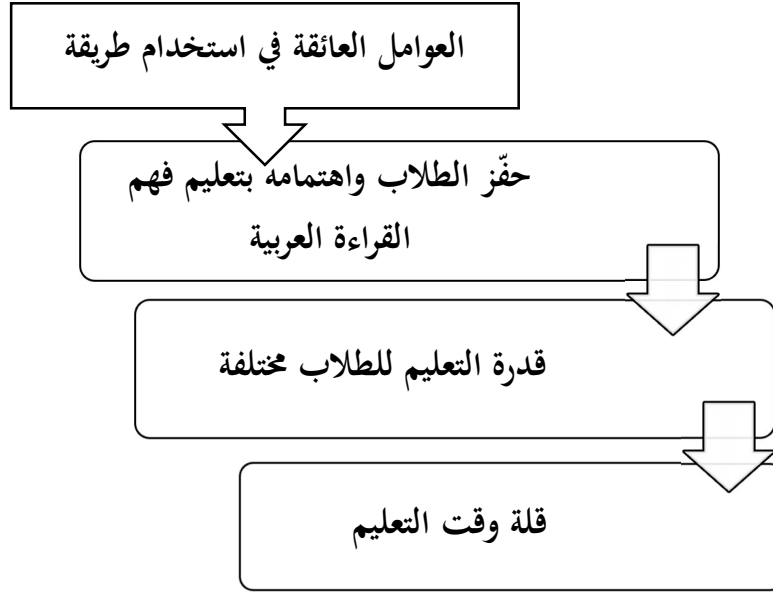 العوامل العائقة في استخدام طريقة
حفّز الطلاب واهتمامه بتعليم فهم
القراءة العربية
قدرة التعليم للطلاب مختلفة
قلة وقت التعليم